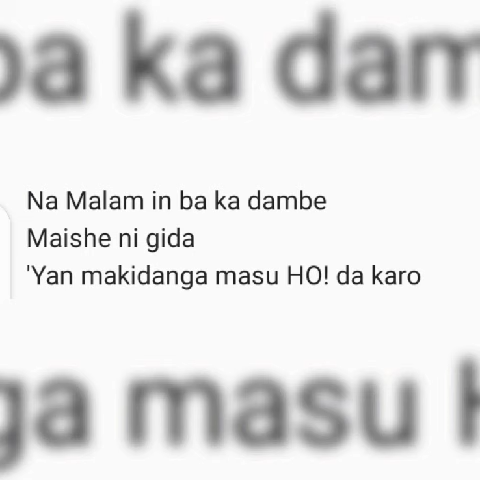 Na Malam in ba ka dambe
Maishe ni gida
'Yan makidanga masu HO! da karo